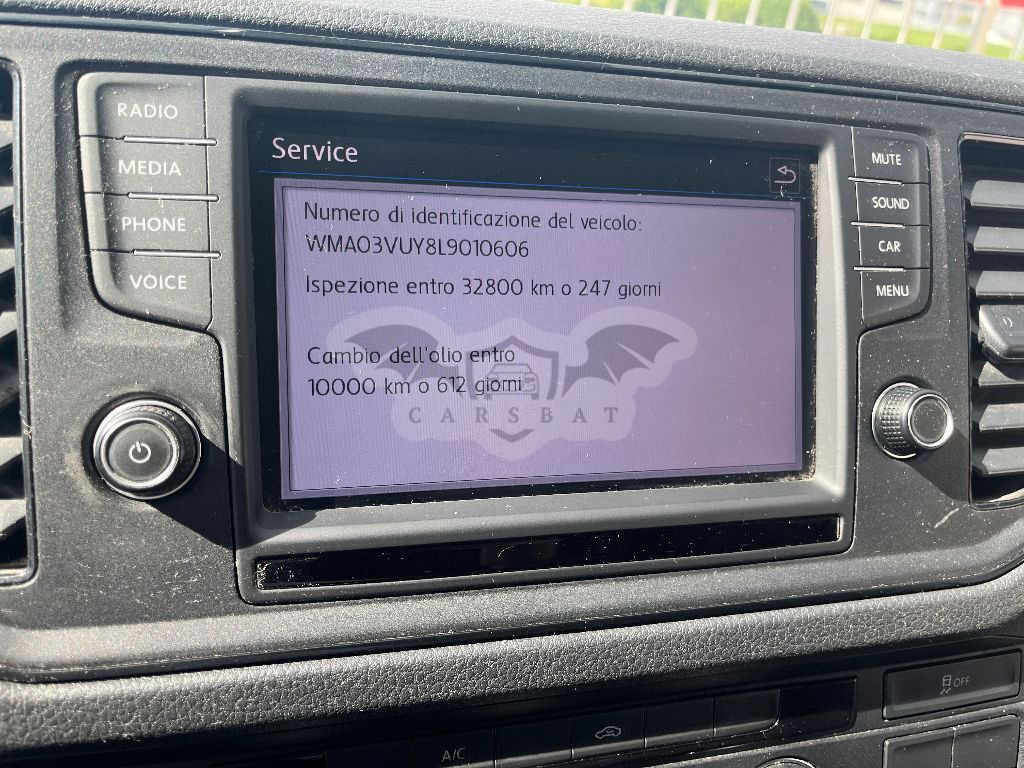 RADIO
MEDIA
PHONE
VOICE
Service
Numero di identificazione del veicolo:
WMA03VUY8L9010606
Ispezione entro 32800 km o 247 giorni
Cambio dell'olio entro
10000 km o 612 giorni
CARSBAT
MUTE
SOUND
CAR
MENU
OFF
A/C